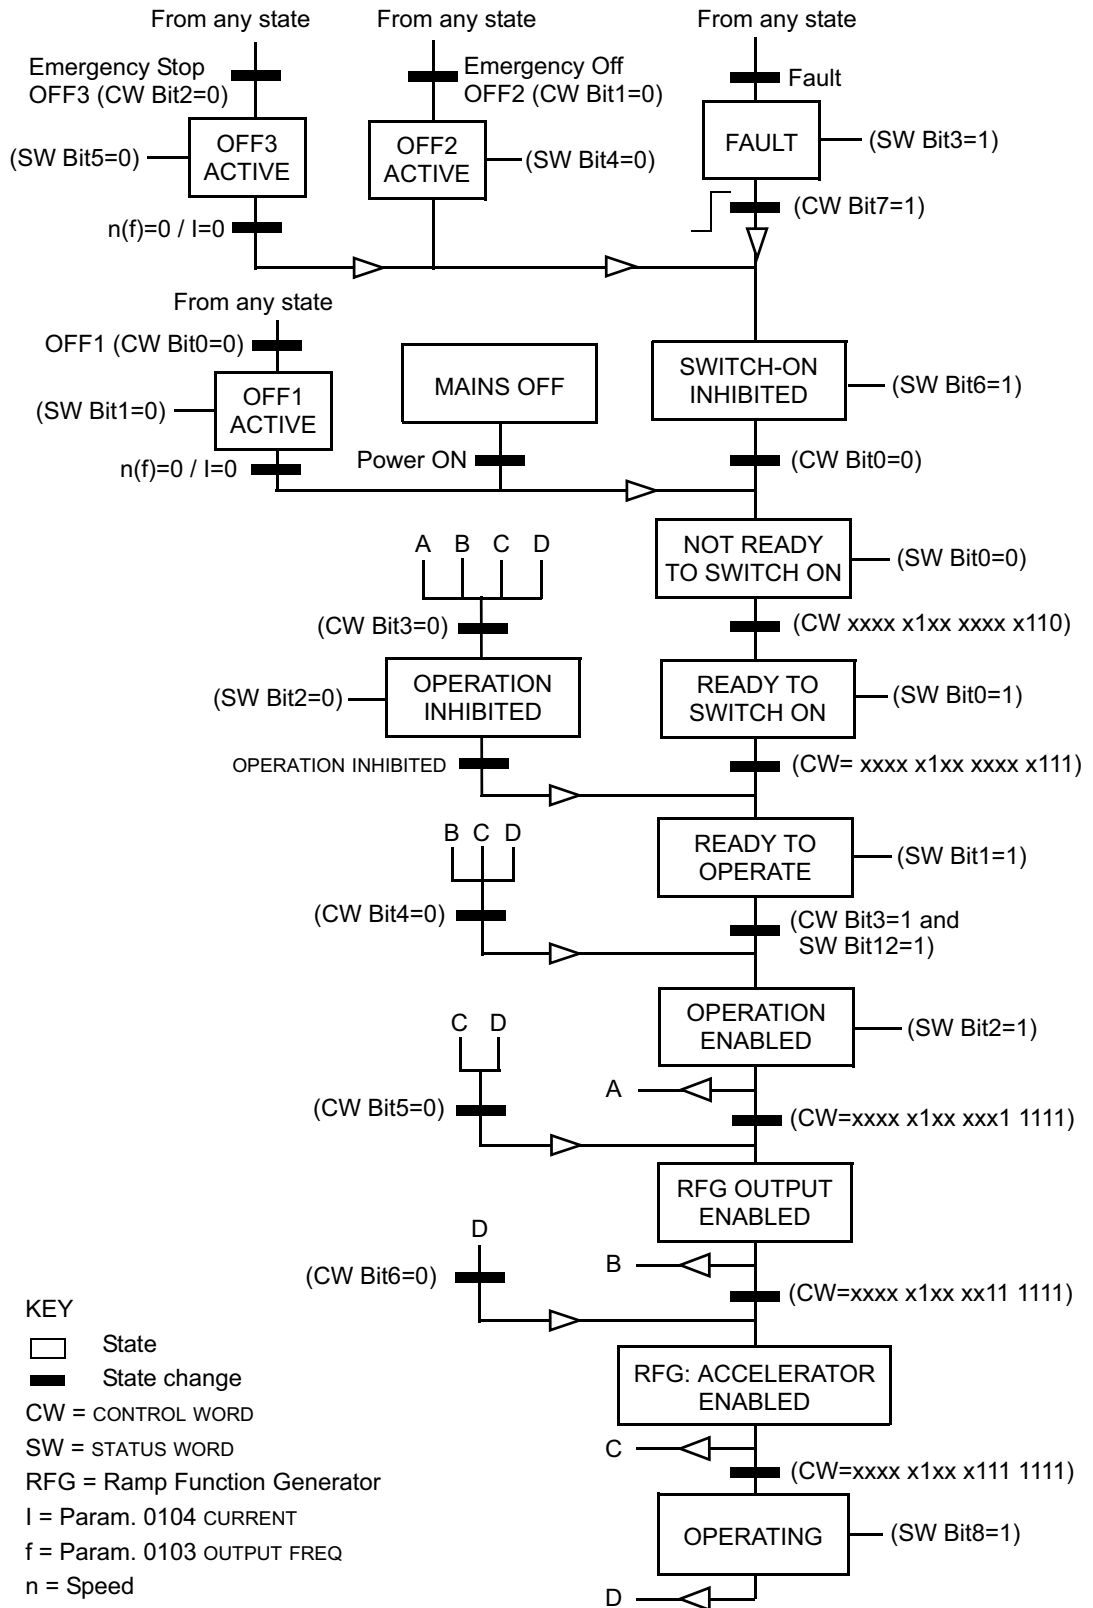 From any state
From any state
From any state
Emergency Stop
OFF3 (CW Bit2=0)
Emergency Off
OFF2 (CW Bit1=0)
Fault
OFF3
ACTIVE
(SW Bit5=0)
OFF2
ACTIVE
(SW Bit4=0)
FAULT
(SW Bit3=1)
n(f)=0 / I=0
(CW Bit7=1)
From any state
OFF1 (CW Bit0=0)
OFF1
ACTIVE
(SW Bit1=0)
MAINS OFF
SWITCH-ON
INHIBITED
(SW Bit6=1)
n(f)=0 / I=0
Power ON
(CW Bit0=0)
NOT READY
TO SWITCH ON
(SW Bit0=0)
A B C D
(CW Bit3=0)
(CW xxxx x1xx xxxx x110)
OPERATION
INHIBITED
(SW Bit2=0)
READY TO
SWITCH ON
(SW Bit0=1)
OPERATION INHIBITED
(CW= xxxx x1xx xxxx x111)
B C D
READY TO
OPERATE
(SW Bit1=1)
(CW Bit4=0)
(CW Bit3=1 and
SW Bit12=1)
OPERATION
ENABLED
(SW Bit2=1)
C D
A
(CW Bit5=0)
(CW=xxxx x1xx xxx1 1111)
RFG OUTPUT
ENABLED
D
B
(CW Bit6=0)
(CW=xxxx x1xx xx11 1111)
RFG: ACCELERATOR
ENABLED
C
(CW=xxxx x1xx x111 1111)
OPERATING
(SW Bit8=1)
D
KEY
State
State change
CW = CONTROL WORD
SW = STATUS WORD
RFG = Ramp Function Generator
I = Param. 0104 CURRENT
f = Param. 0103 OUTPUT FREQ
n = Speed